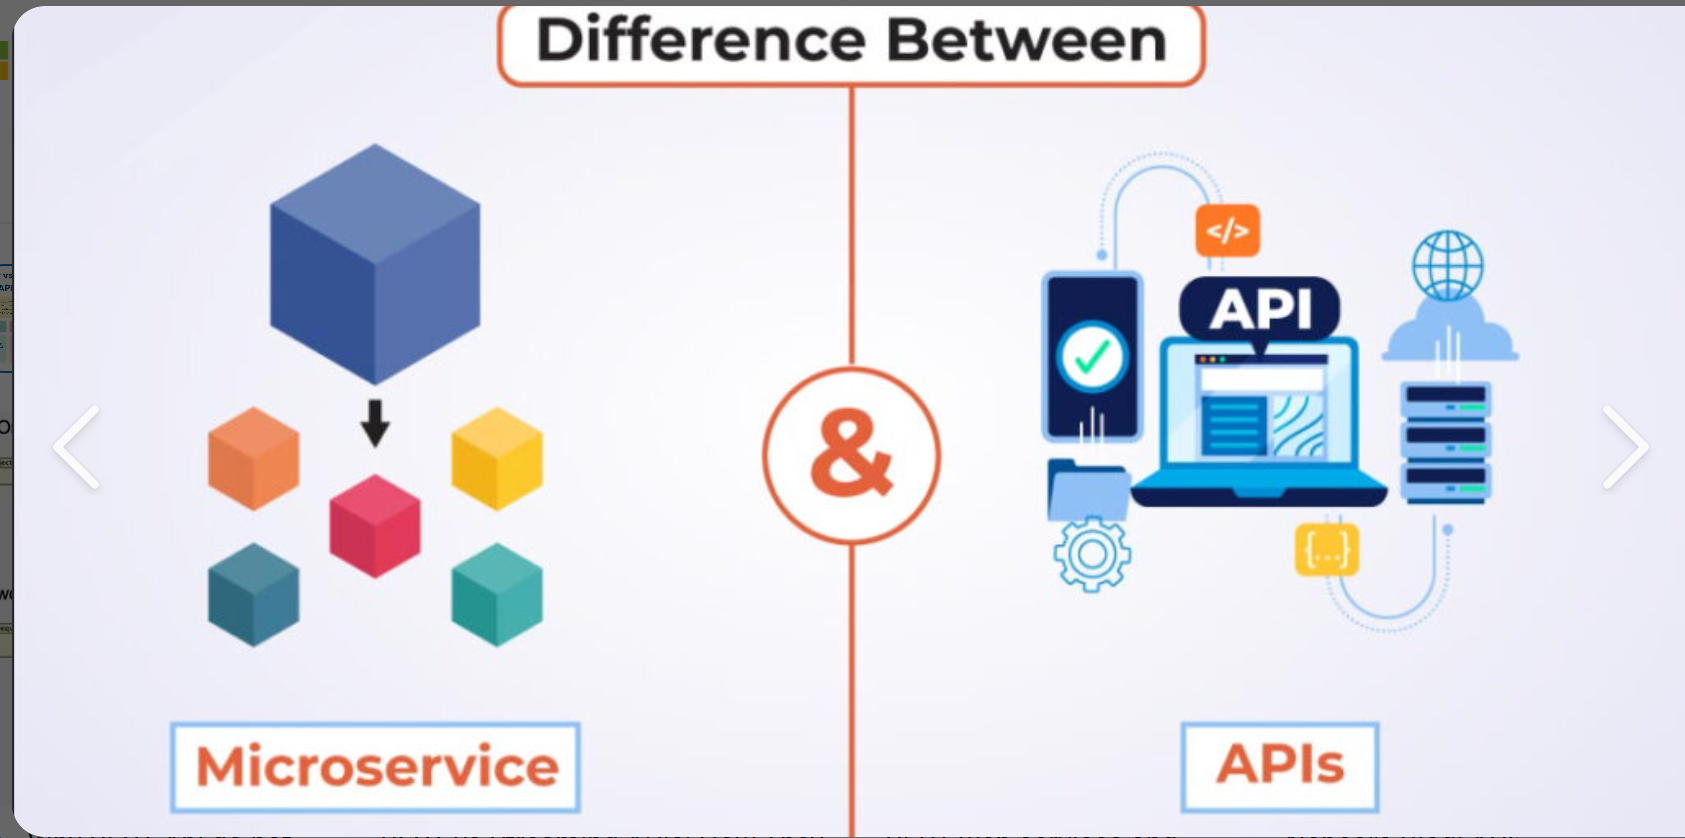 Difference Between
</>
API
&
{...}
Microservice
APIs